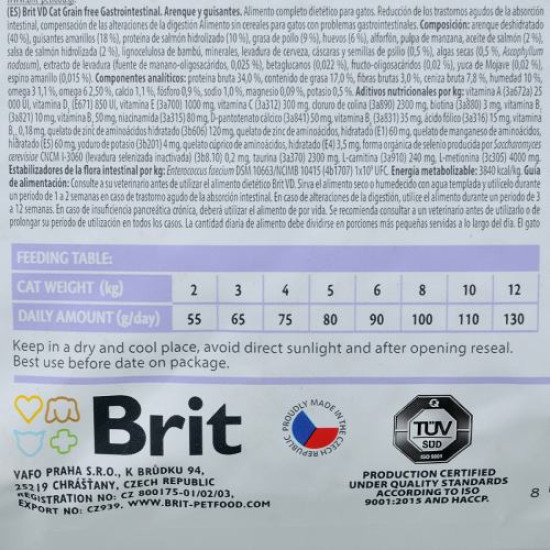 (ES) Brit VD Cat Grain free Gastrointestinal. Arenque y guisantes. Alimento completo dietético para gatos. Reducción de los trastornos agudos de la absorción
intestinal, compensación de las alteraciones de la digestión Alimento sin cereales para gatos con problemas gastrointestinales. Composición: arenque deshidratado
(40 %), guisantes amarillos (18 %), proteína de salmón hidrolizado (10 %), grasa de pollo (9 %), huevos (6 %), alforfón, pulpa de manzana, aceite de salmón (2 %),
salsa de salmón hidrolizado (2 %), lignocelulosa de bambú, minerales, levadura de cerveza, cáscaras y semillas de psilio (0,5 %), algas secas (0,5 %, Ascophyllum
nodosum), extracto de levadura (fuente de manano-oligosacáridos, 0,025 %), betaglucanos (0,022 %), fructo-oligosacáridos (0,02 %), yuca de Mojave (0,02 %),
espino amarillo (0,015 %). Componentes analíticos: proteína bruta 34,0 %, contenido de grasa 17,0 %, fibras brutas 3,0 %, ceniza bruta 7,8 %, humedad 10 %,
omega 3 1,1 %, omega 6 2,50 %, calcio 1,1 %, fósforo 0,9 %, sodio 1,0 %, magnesio 0,09 %, potasio 0,5 %. Aditivos nutricionales por kg: vitamina A (3a672a) 25
000 UI, vitamina D₃ (E671) 850 UI, vitamina E (3a700) 1000 mg, vitamina C (3a312) 300 mg, cloruro de colina (3a890) 2300 mg, biotina (3a880) 3 mg, vitamina B₁
(3a821) 10 mg, vitamina B₂ 50 mg, niacinamida (3a315) 80 mg, D-pantotenato cálcico (3a841) 50 mg, vitamina B₆ (3a831) 35 mg, ácido fólico (3a316) 15 mg, vitamina
B₁₂ 0,18 mg, quelato de zinc de aminoácidos, hidratado (3b606) 120 mg, quelato de hierro de aminoácidos, hidratado (E1) 60 mg, quelato de manganeso de aminoácidos,
hidratado (E5) 60 mg, yoduro de potasio (3b201) 4 mg, quelato cúprico de aminoácidos, hidratado (E4) 3,5 mg, forma orgánica de selenio producida por Saccharomyces
cerevisiae CNCM I-3060 (levadura selenizada inactivada) (3b8.10) 0,2 mg, taurina (3a370) 2300 mg, L-carnitina (3a910) 240 mg, L-metionina (3c305) 4000 mg.
Estabilizadores de la flora intestinal por kg: Enterococcus faecium DSM 10663/NCIMB 10415 (4b1707) 1x10⁹ UFC. Energía metabolizable: 3840 kcal/kg. Guía
de alimentación: Consulte a su veterinario antes de utilizar el alimento dietético Brit VD. Sirva el alimento seco o humedecido con agua templada y utilícelo durante
un periodo de 1 a 2 semanas en caso de trastorno agudo de la absorción intestinal. En caso de alteraciones de la digestión, utilice el alimento durante un periodo de 3
a 12 semanas. En caso de insuficiencia pancreática crónica, deberá utilizar el alimento de por vida. Se recomienda consultar a un veterinario antes de utilizarlo o de
prolongar su periodo de utilización en todos los casos. La cantidad diaria de alimento debe dividirse en porciones más pequeñas servidas a lo largo del día. El gato
FEEDING TABLE:
CAT WEIGHT (kg) 2 3 4 5 6 8 10 12
DAILY AMOUNT (g/day) 55 65 75 80 90 100 110 130
Keep in a dry and cool place, avoid direct sunlight and after opening reseal.
Best use before date on package.
Brit
PROUDLY MADE IN
THE CZECH REPUBLIC
TÜV
SÜD
ISO 9001
VAFO PRAHA S.R.O., K BRŮDKU 94,
25219 CHRÁŠŤANY, CZECH REPUBLIC
REGISTRATION NO: CZ 800175-01/02/03,
EXPORT NO.: CZ939, WWW.BRIT-PETFOOD.COM
PRODUCTION CERTIFIED
UNDER QUALITY STANDARDS
ACCORDING TO ISO
9001:2015 AND HACCP.
8